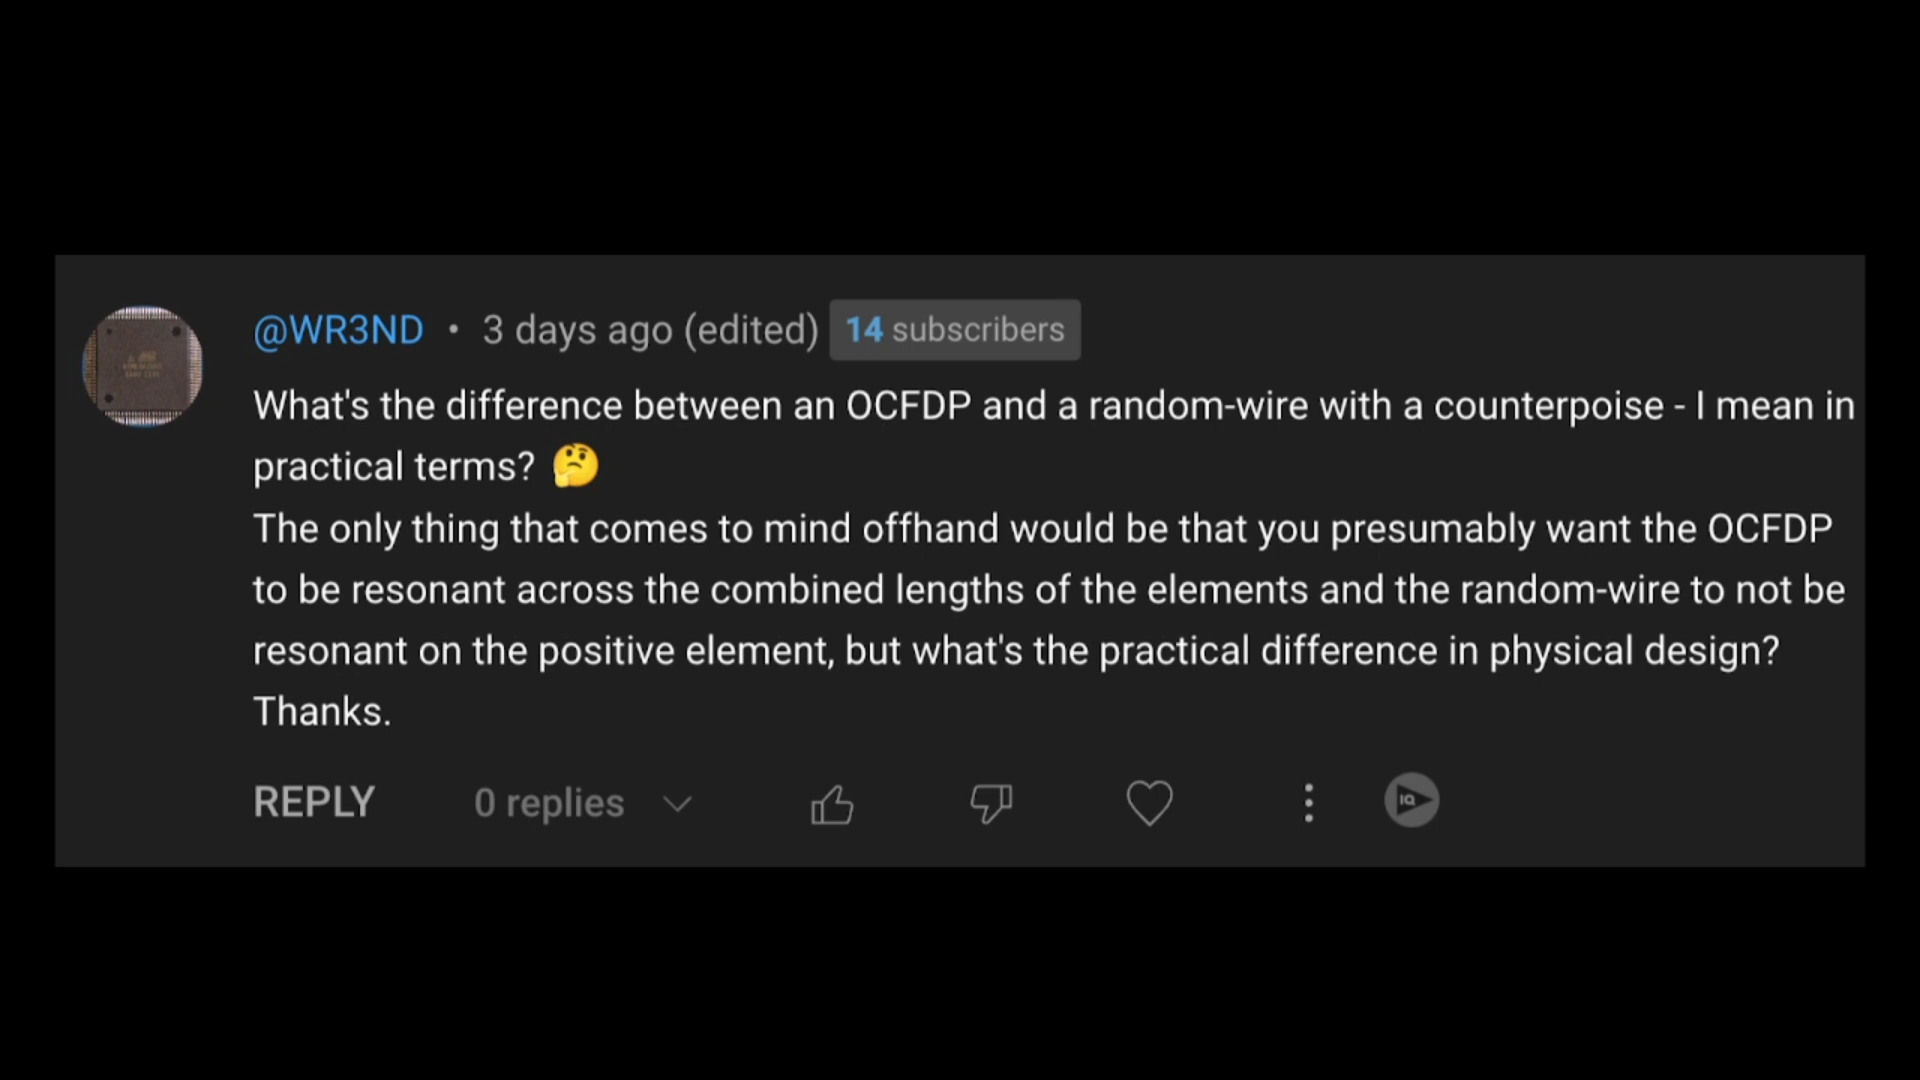 @WR3ND • 3 days ago (edited) 14 subscribers
What's the difference between an OCFDP and a random-wire with a counterpoise - I mean in
practical terms? 🤔
The only thing that comes to mind offhand would be that you presumably want the OCFDP
to be resonant across the combined lengths of the elements and the random-wire to not be
resonant on the positive element, but what's the practical difference in physical design?
Thanks.
REPLY 0 replies IQ